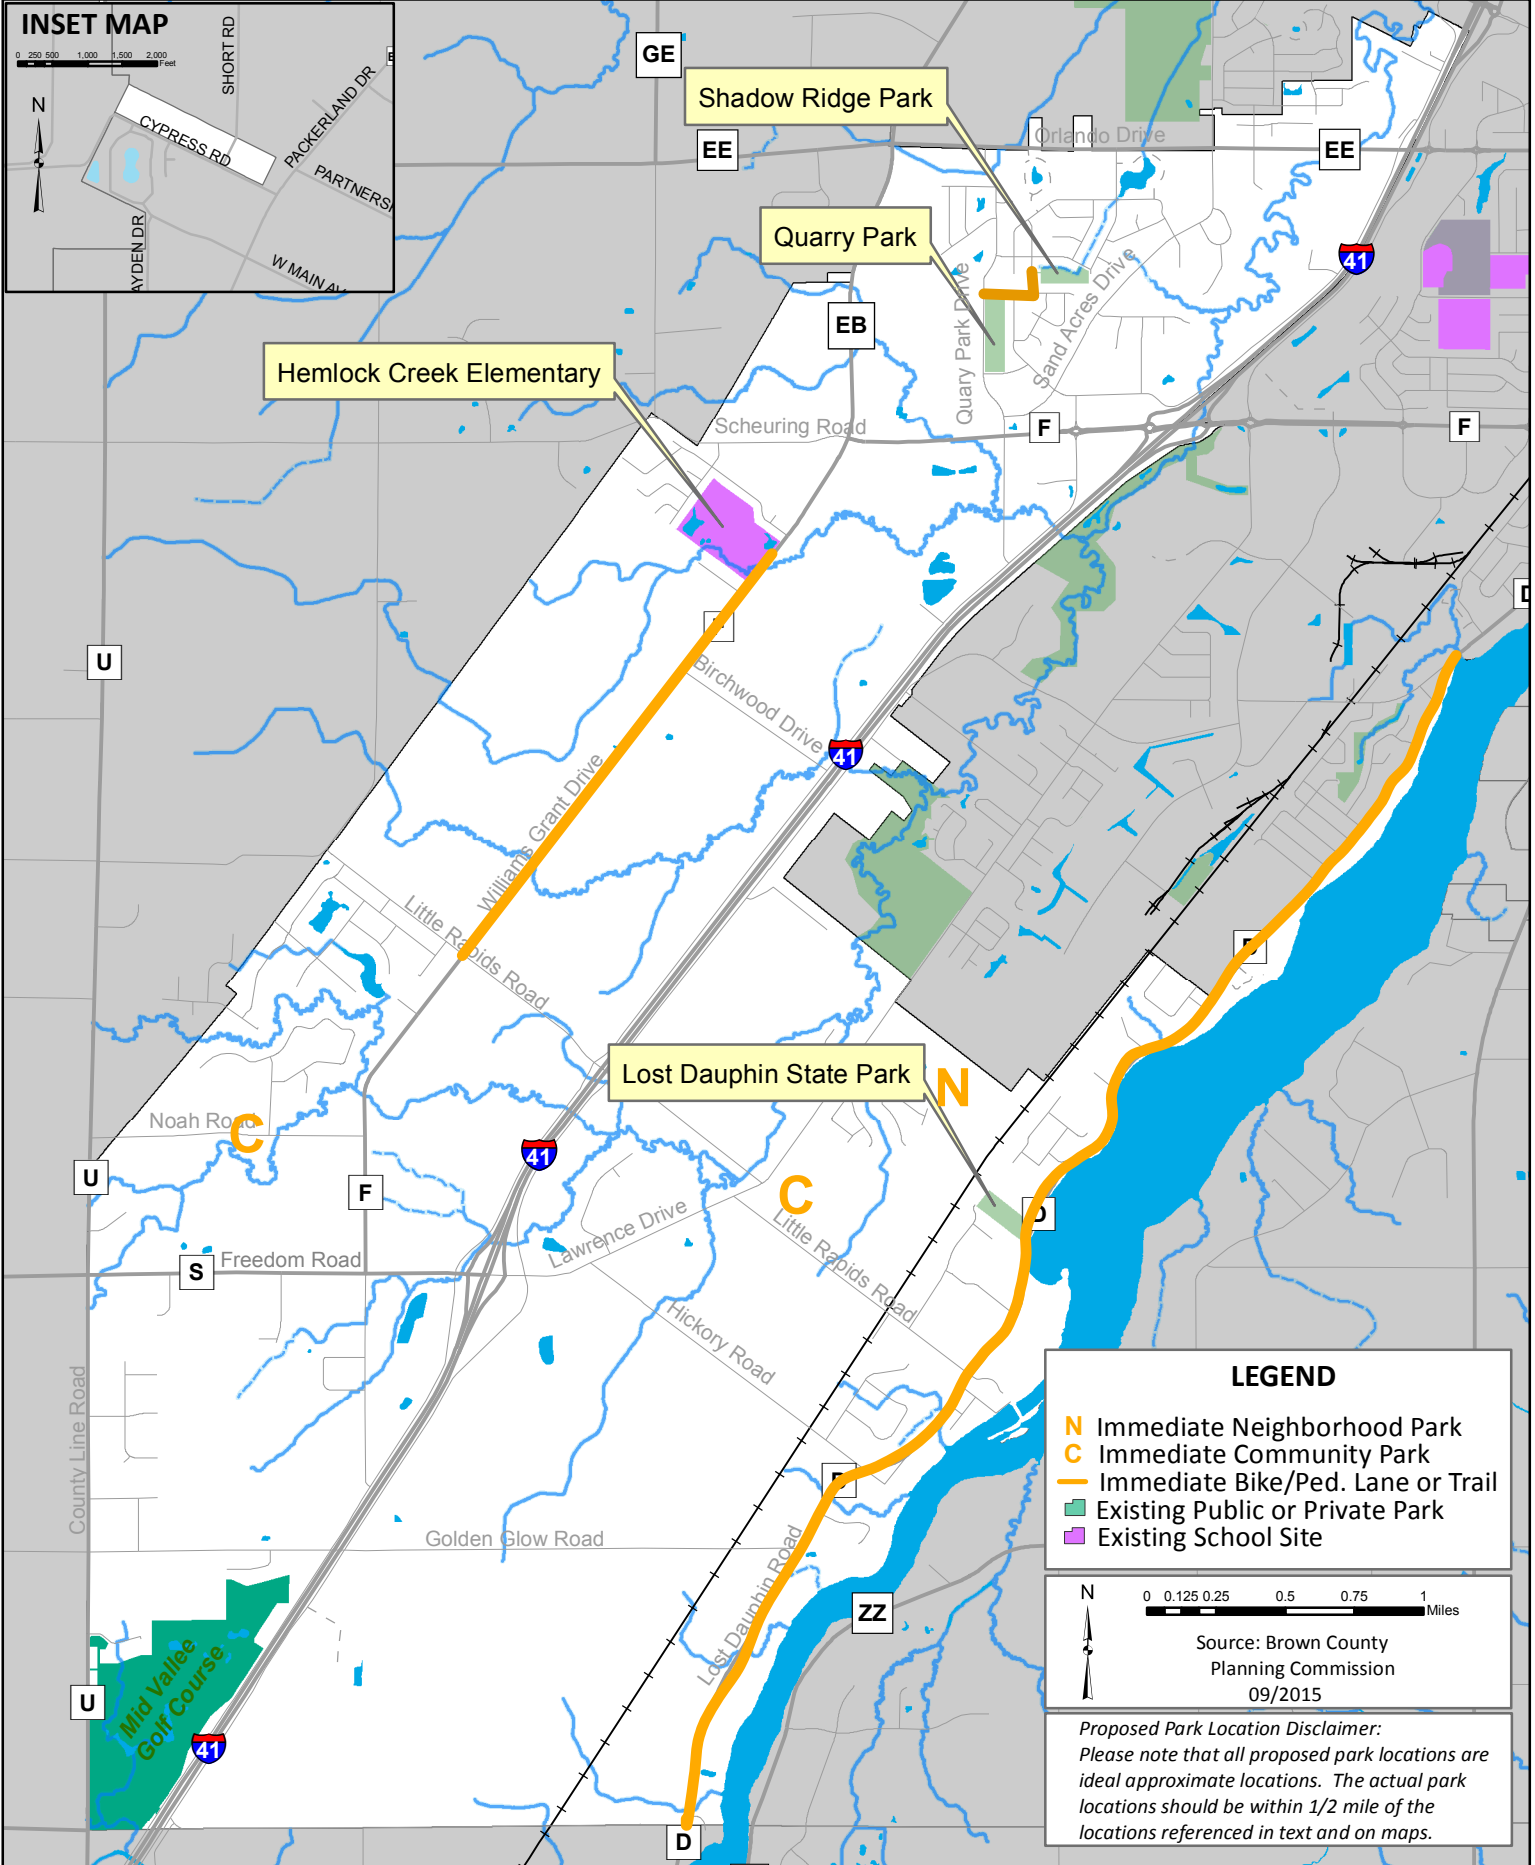 INSET MAP
0 250 500 1,000 1,500 2,000
Feet
N
SHORT RD
CYPRESS RD
PACKERLAND DR
AYDEN DR
W MAIN AV
GE
Shadow Ridge Park
EE
Orlando Drive
EE
Quarry Park
41
EB
Quary Park Drive
Sand Acres Drive
Hemlock Creek Elementary
Scheuring Road
F
F
U
Birchwood Drive
41
Williams Grant Drive
Little Rapids Road
Lost Dauphin State Park
N
Noah Road
C
U
41
F
C
D
Lawrence Drive
Little Rapids Road
S
Freedom Road
Hickory Road
County Line Road
Golden Glow Road
Lost Dauphin Road
ZZ
Mid Vallee
Golf Course
U
41
D
LEGEND
N Immediate Neighborhood Park
C Immediate Community Park
Immediate Bike/Ped. Lane or Trail
Existing Public or Private Park
Existing School Site
N
0 0.125 0.25 0.5 0.75 1
Miles
Source: Brown County
Planning Commission
09/2015
Proposed Park Location Disclaimer:
Please note that all proposed park locations are
ideal approximate locations. The actual park
locations should be within 1/2 mile of the
locations referenced in text and on maps.